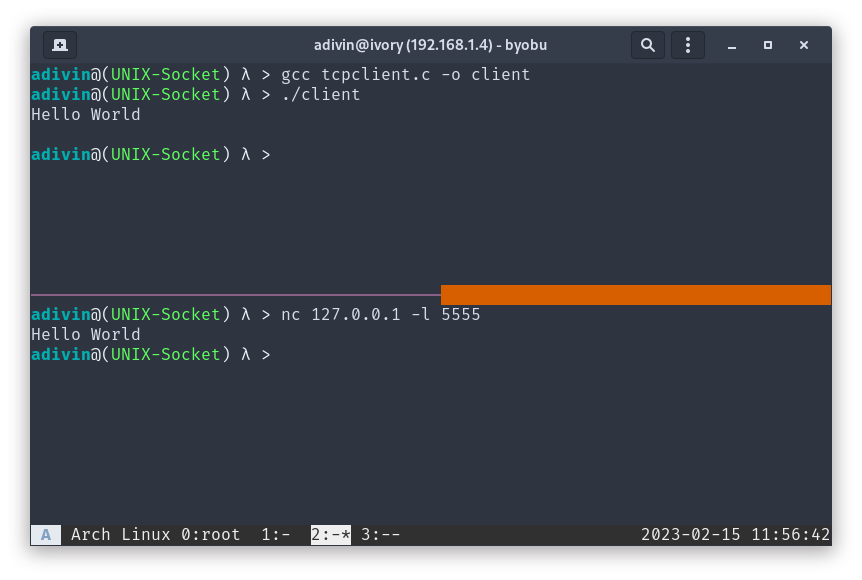 adivin@ivory (192.168.1.4) - byobu
adivin@(UNIX-Socket) λ > gcc tcpclient.c -o client
adivin@(UNIX-Socket) λ > ./client
Hello World
adivin@(UNIX-Socket) λ >
adivin@(UNIX-Socket) λ > nc 127.0.0.1 -l 5555
Hello World
adivin@(UNIX-Socket) λ >
A Arch Linux 0:root 1:- 2:-* 3:-- 2023-02-15 11:56:42